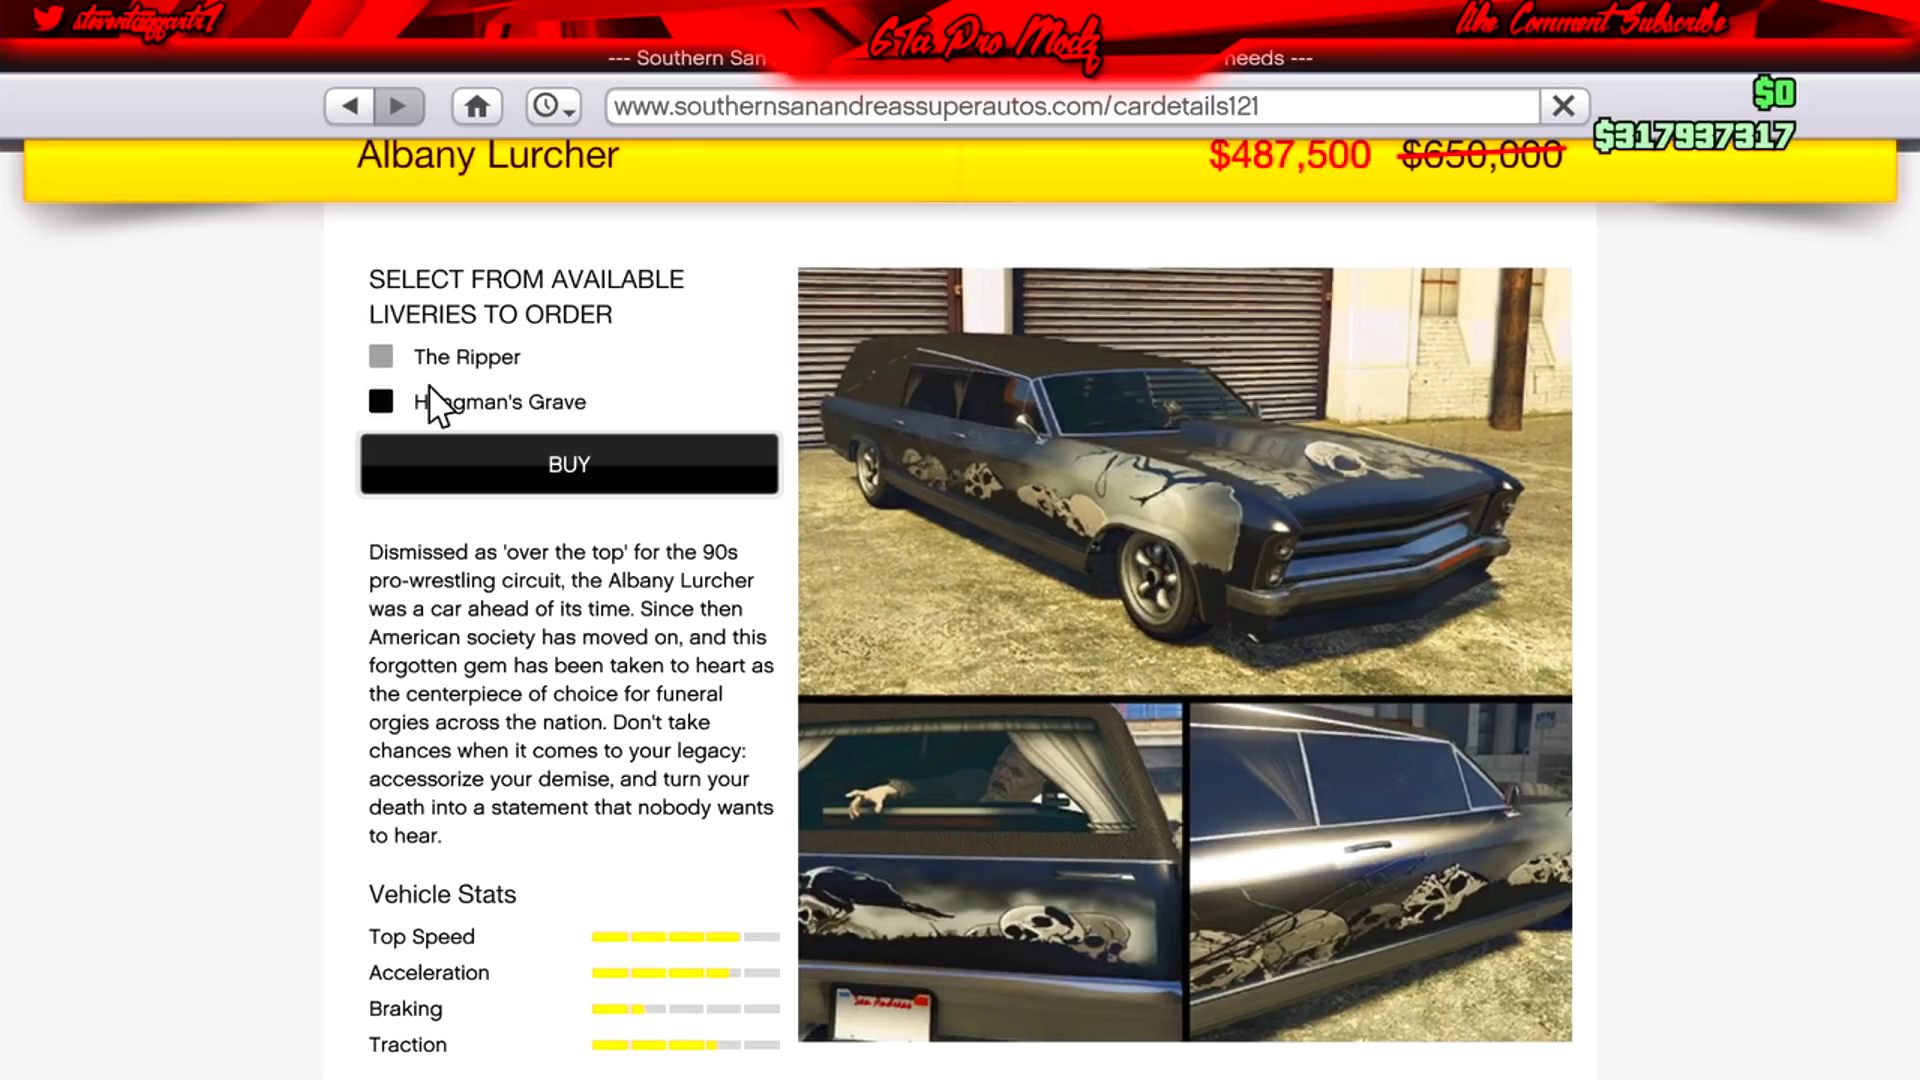 steventaggartr7
GTa Pro Modz
like Comment Subscribe
--- Southern San
needs ---
www.southernsanandreassuperautos.com/cardetails121
$0
$317937317
Albany Lurcher
$487,500 $650,000
SELECT FROM AVAILABLE
LIVERIES TO ORDER
The Ripper
Hangman's Grave
BUY
Dismissed as 'over the top' for the 90s
pro-wrestling circuit, the Albany Lurcher
was a car ahead of its time. Since then
American society has moved on, and this
forgotten gem has been taken to heart as
the centerpiece of choice for funeral
orgies across the nation. Don't take
chances when it comes to your legacy:
accessorize your demise, and turn your
death into a statement that nobody wants
to hear.
San Andreas
Vehicle Stats
Top Speed
Acceleration
Braking
Traction